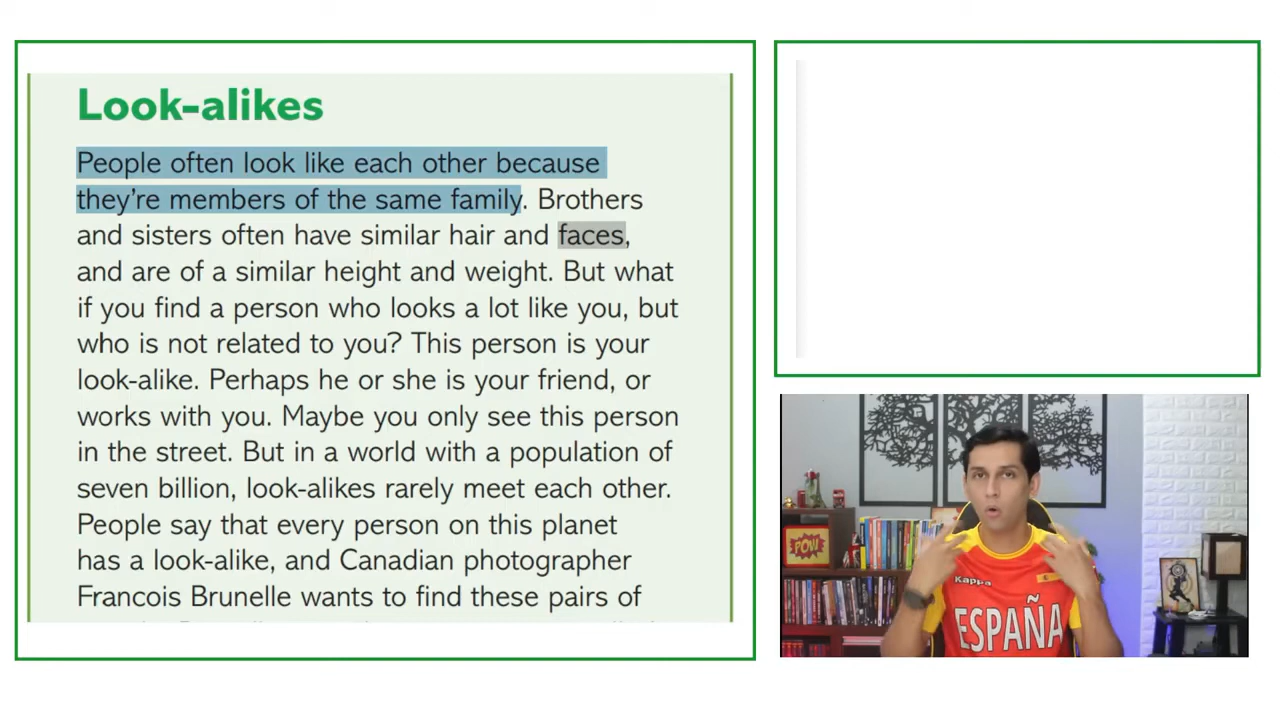 Look-alikes
People often look like each other because
they’re members of the same family. Brothers
and sisters often have similar hair and faces,
and are of a similar height and weight. But what
if you find a person who looks a lot like you, but
who is not related to you? This person is your
look-alike. Perhaps he or she is your friend, or
works with you. Maybe you only see this person
in the street. But in a world with a population of
seven billion, look-alikes rarely meet each other.
People say that every person on this planet
has a look-alike, and Canadian photographer
Francois Brunelle wants to find these pairs of
POW
Kappa
ESPAÑA